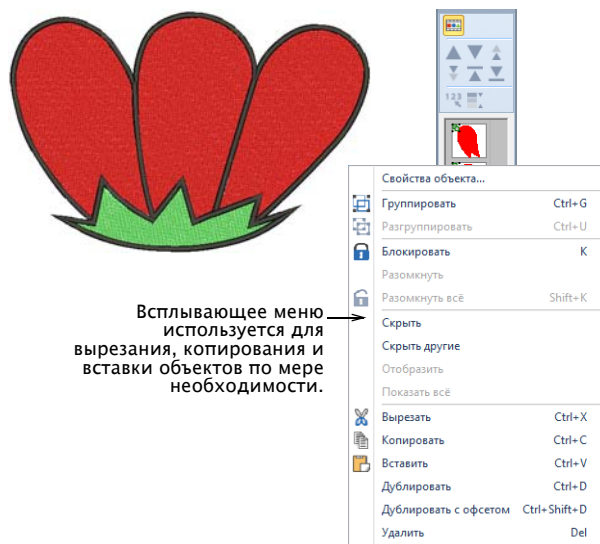 123
Свойства объекта...
Группировать Ctrl+G
Разгруппировать Ctrl+U
Блокировать K
Разомкнуть
Разомкнуть всё Shift+K
Скрыть
Скрыть другие
Отобразить
Показать всё
Вырезать Ctrl+X
Копировать Ctrl+C
Вставить Ctrl+V
Дублировать Ctrl+D
Дублировать с офсетом Ctrl+Shift+D
Удалить Del
Всплывающее меню
используется для
вырезания, копирования и
вставки объектов по мере
необходимости.